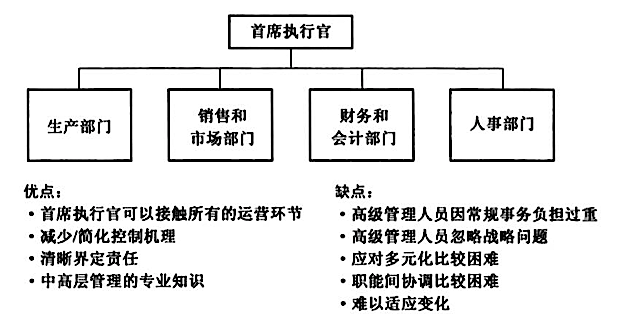 首席执行官
生产部门
销售和
市场部门
财务和
会计部门
人事部门
优点：
·首席执行官可以接触所有的运营环节
·减少/简化控制机理
·清晰界定责任
·中高层管理的专业知识
缺点：
·高级管理人员因常规事务负担过重
·高级管理人员忽略战略问题
·应对多元化比较困难
·职能间协调比较困难
·难以适应变化